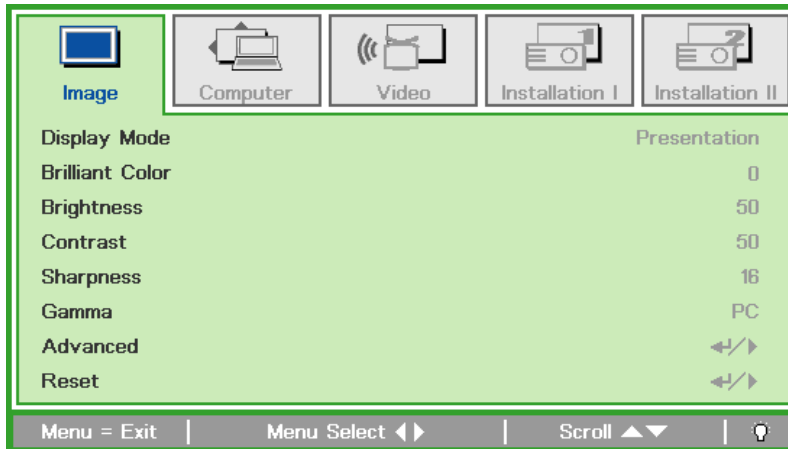 Image Computer Video Installation I Installation II
Display Mode Presentation
Brilliant Color 0
Brightness 50
Contrast 50
Sharpness 16
Gamma PC
Advanced
Reset
Menu = Exit Menu Select Scroll